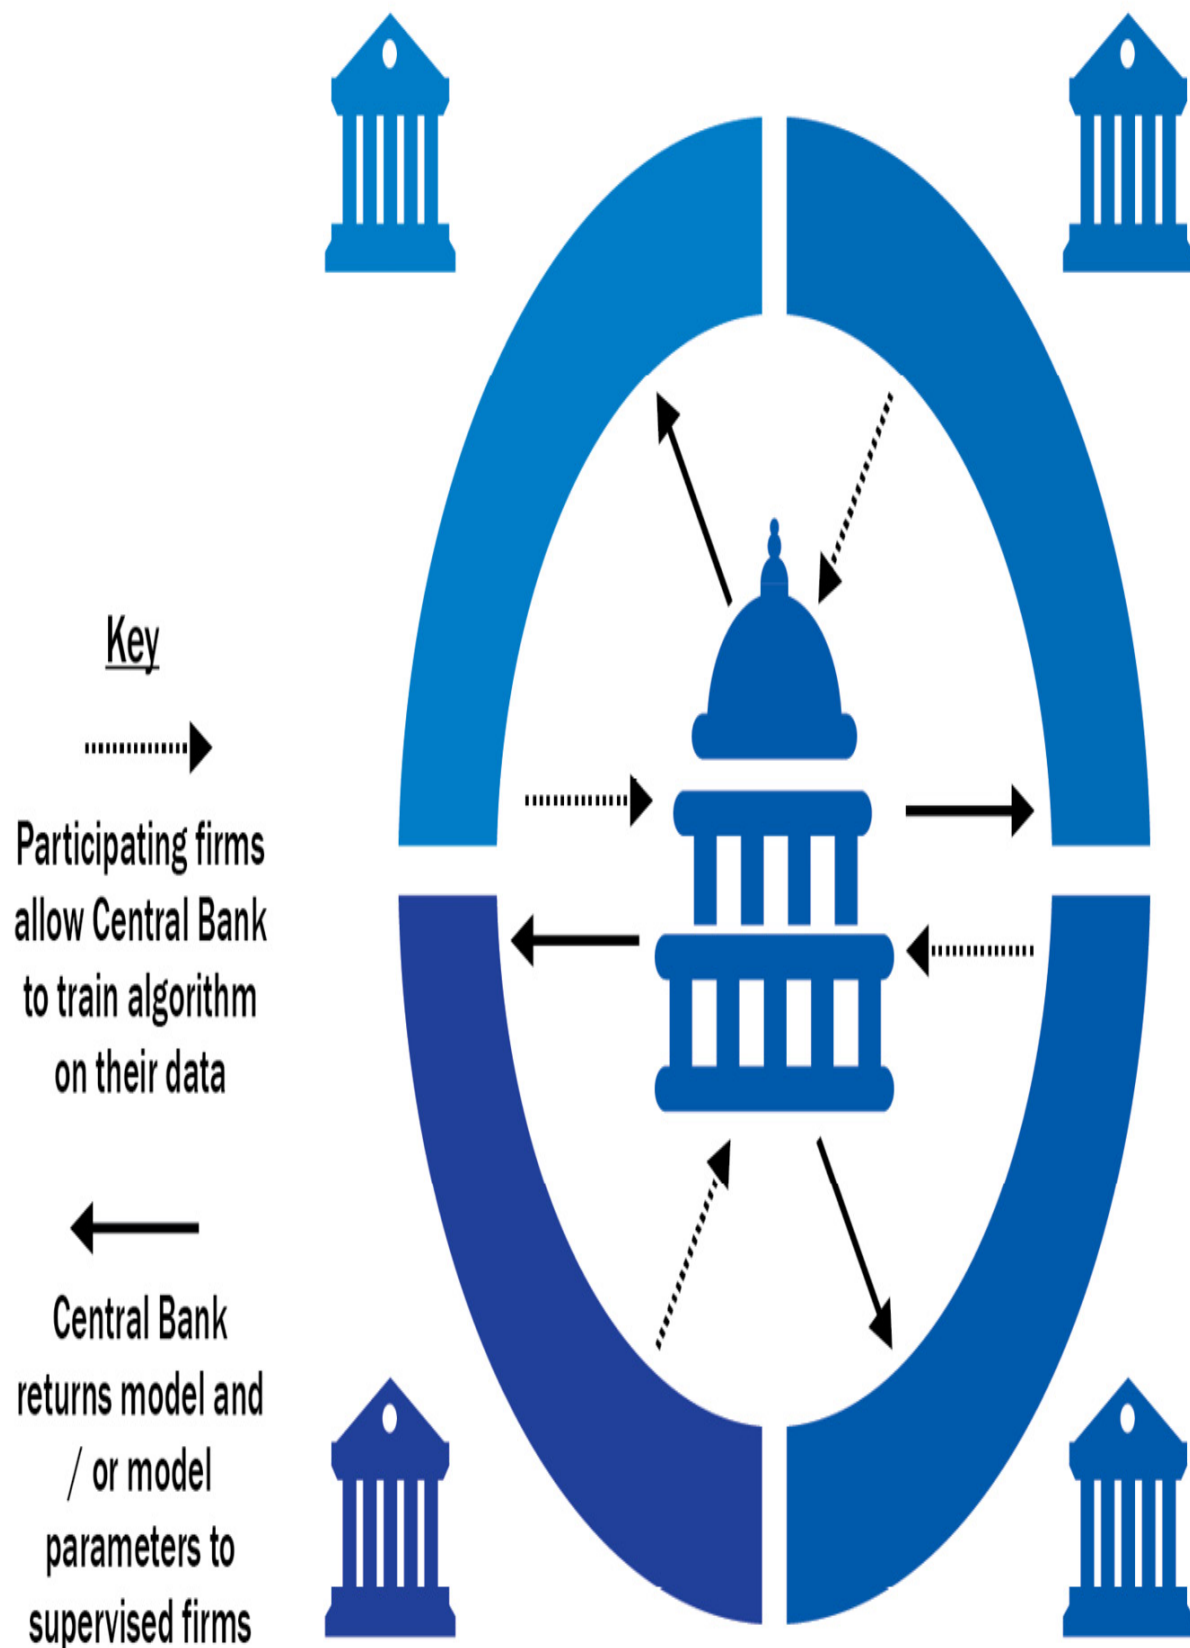 Key
Participating firms
allow Central Bank
to train algorithm
on their data
Central Bank
returns model and
/ or model
parameters to
supervised firms